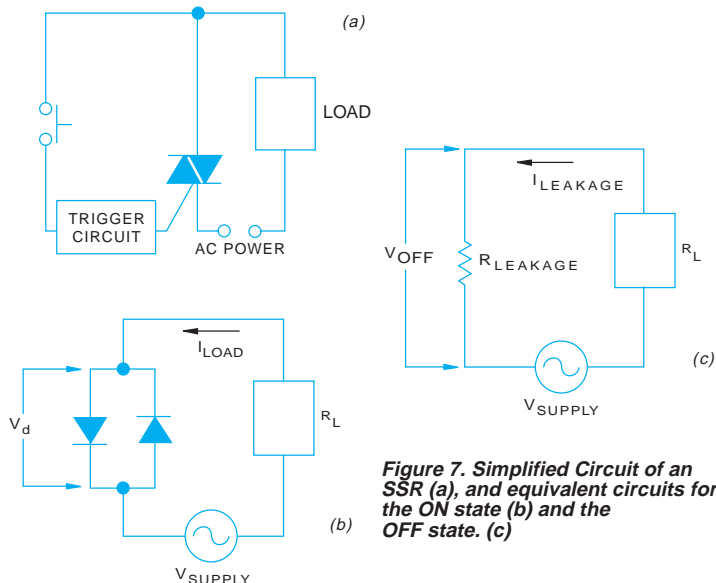 (a)
LOAD
TRIGGER
CIRCUIT
AC POWER
I LEAKAGE
V OFF
R LEAKAGE
R L
V SUPPLY
(c)
I LOAD
V d
R L
V SUPPLY
(b)
Figure 7. Simplified Circuit of an
SSR (a), and equivalent circuits for
the ON state (b) and the
OFF state. (c)